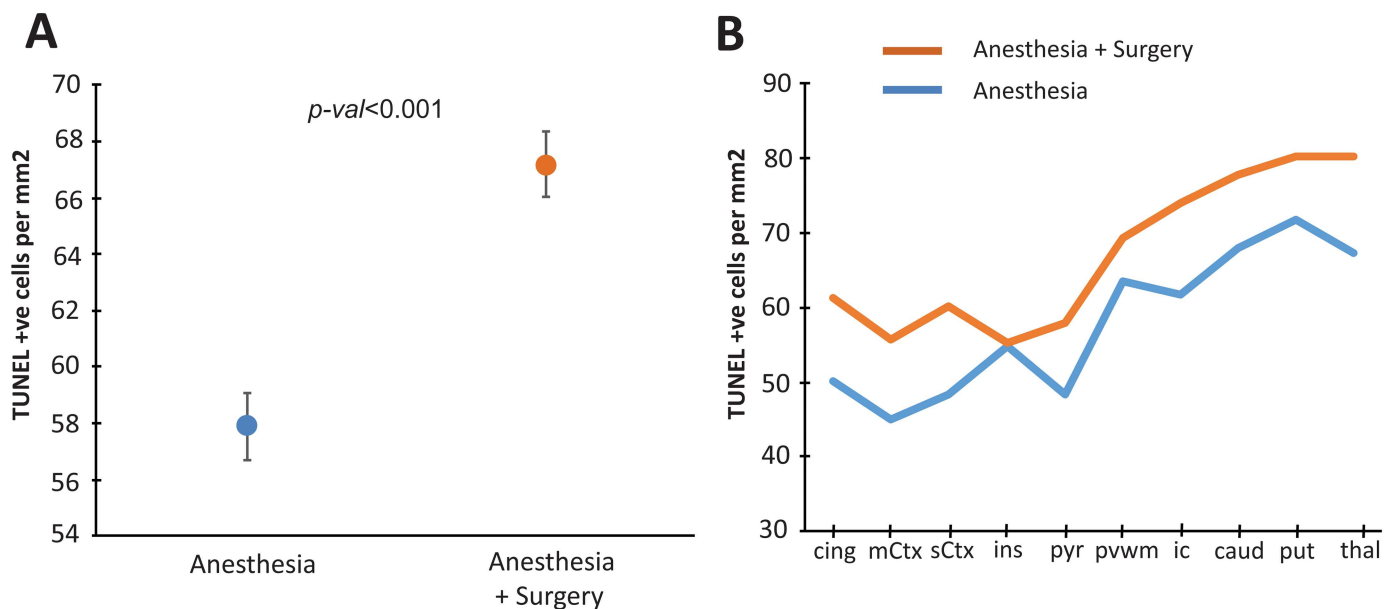 A
TUNEL +ve cells per mm2
70
68
66
64
62
60
58
56
54
p-val<0.001
Anesthesia
Anesthesia
+ Surgery
B
Anesthesia + Surgery
Anesthesia
TUNEL +ve cells per mm2
90
80
70
60
50
40
30
cing mCtx sCtx ins pyr pvwm ic caud put thal